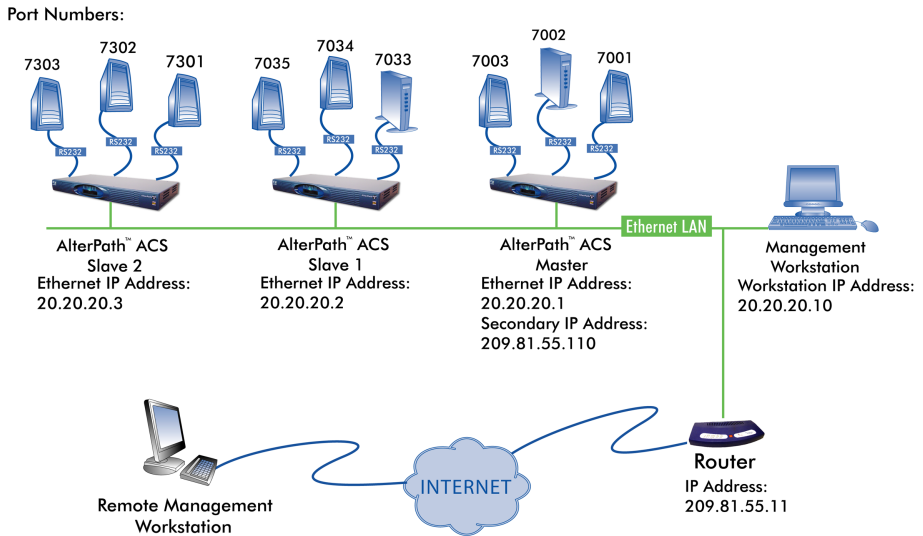 Port Numbers:
7303
7302
7301
7035
7034
7033
7003
7002
7001
RS232
RS232
RS232
RS232
RS232
RS232
RS232
RS232
RS232
Ethernet LAN
AlterPath™ ACS
Slave 2
Ethernet IP Address:
20.20.20.3
AlterPath™ ACS
Slave 1
Ethernet IP Address:
20.20.20.2
AlterPath™ ACS
Master
Ethernet IP Address:
20.20.20.1
Secondary IP Address:
209.81.55.110
Management
Workstation
Workstation IP Address:
20.20.20.10
Remote Management
Workstation
INTERNET
Router
IP Address:
209.81.55.11